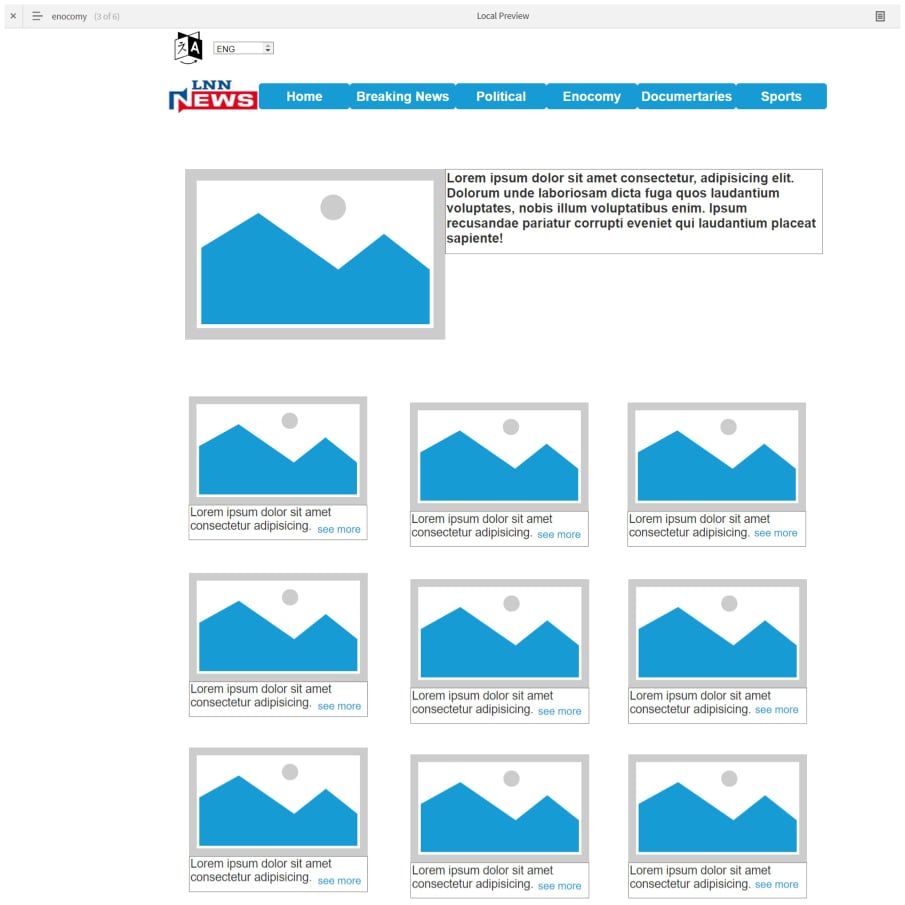 enocomy (3 of 6)
Local Preview
A
ENG
LNN
NEWS
Home Breaking News Political Enocomy Documertaries Sports
Lorem ipsum dolor sit amet consectetur, adipisicing elit.
Dolorum unde laboriosam dicta fuga quos laudantium
voluptates, nobis illum voluptatibus enim. Ipsum
recusandae pariatur corrupti eveniet qui laudantium placeat
sapiente!
Lorem ipsum dolor sit amet
consectetur adipisicing. see more
Lorem ipsum dolor sit amet
consectetur adipisicing. see more
Lorem ipsum dolor sit amet
consectetur adipisicing. see more
Lorem ipsum dolor sit amet
consectetur adipisicing. see more
Lorem ipsum dolor sit amet
consectetur adipisicing. see more
Lorem ipsum dolor sit amet
consectetur adipisicing. see more
Lorem ipsum dolor sit amet
consectetur adipisicing. see more
Lorem ipsum dolor sit amet
consectetur adipisicing. see more
Lorem ipsum dolor sit amet
consectetur adipisicing. see more